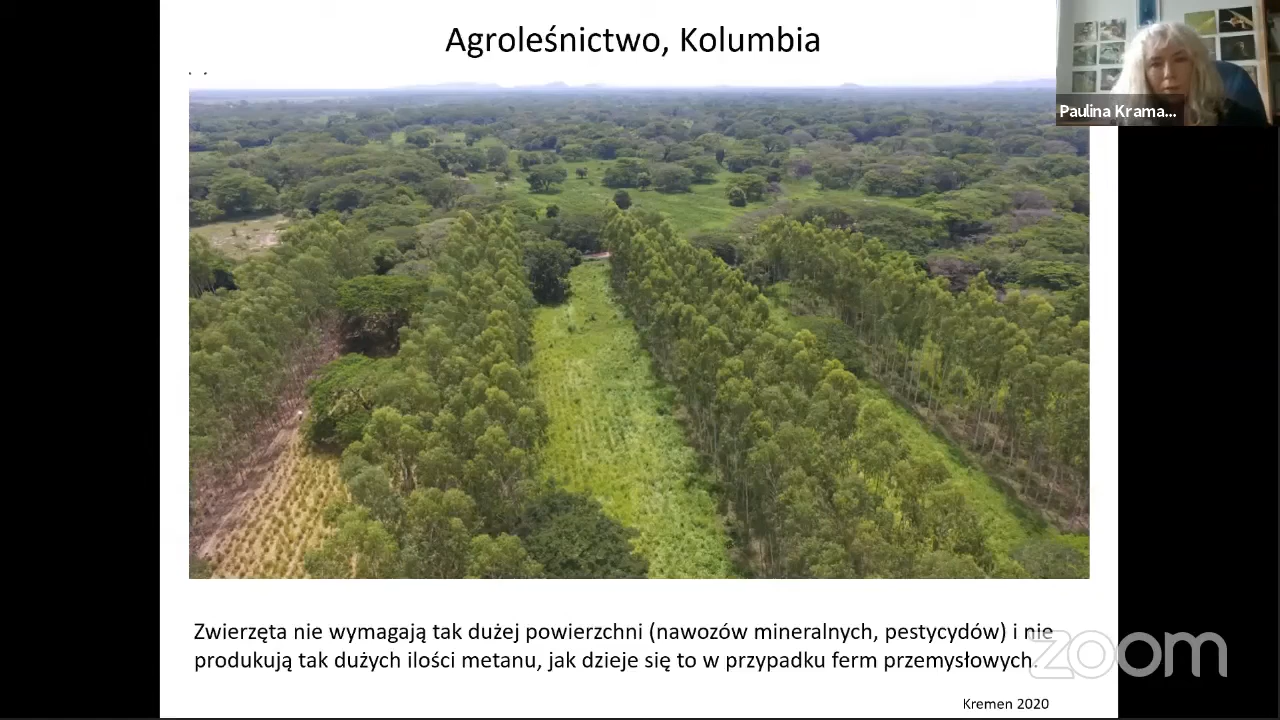 Agroleśnictwo, Kolumbia
Paulina Krama...
Zwierzęta nie wymagają tak dużej powierzchni (nawozów mineralnych, pestycydów) i nie
produkują tak dużych ilości metanu, jak dzieje się to w przypadku ferm przemysłowych.
zoom
Kremen 2020